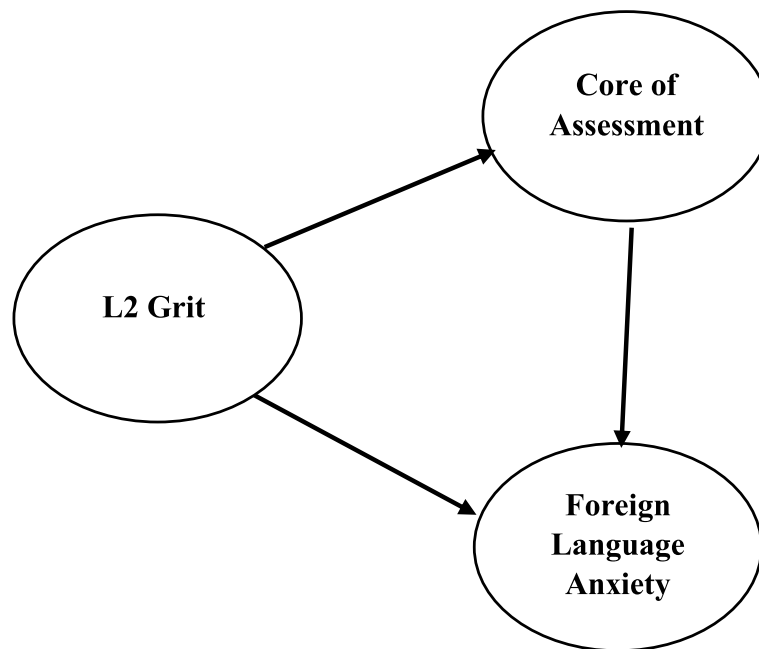 Core of
Assessment
L2 Grit
Foreign
Language
Anxiety